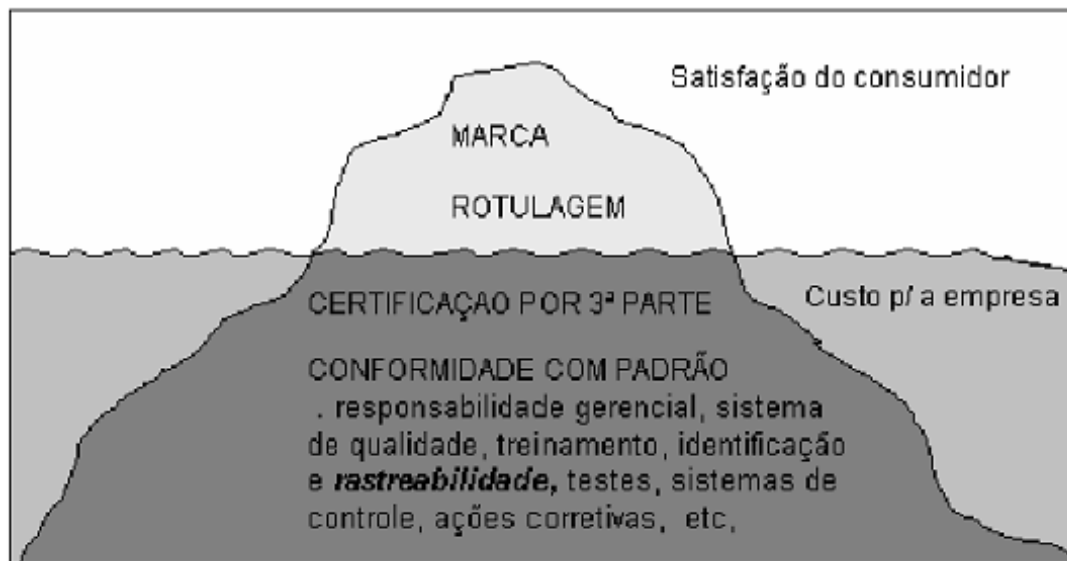 Satisfação do consumidor
MARCA
ROTULAGEM
Custo p/ a empresa
CERTIFICAÇAO POR 3ª PARTE
CONFORMIDADE COM PADRÃO
. responsabilidade gerencial, sistema
de qualidade, treinamento, identificação
e rastreabilidade, testes, sistemas de
controle, ações corretivas, etc,